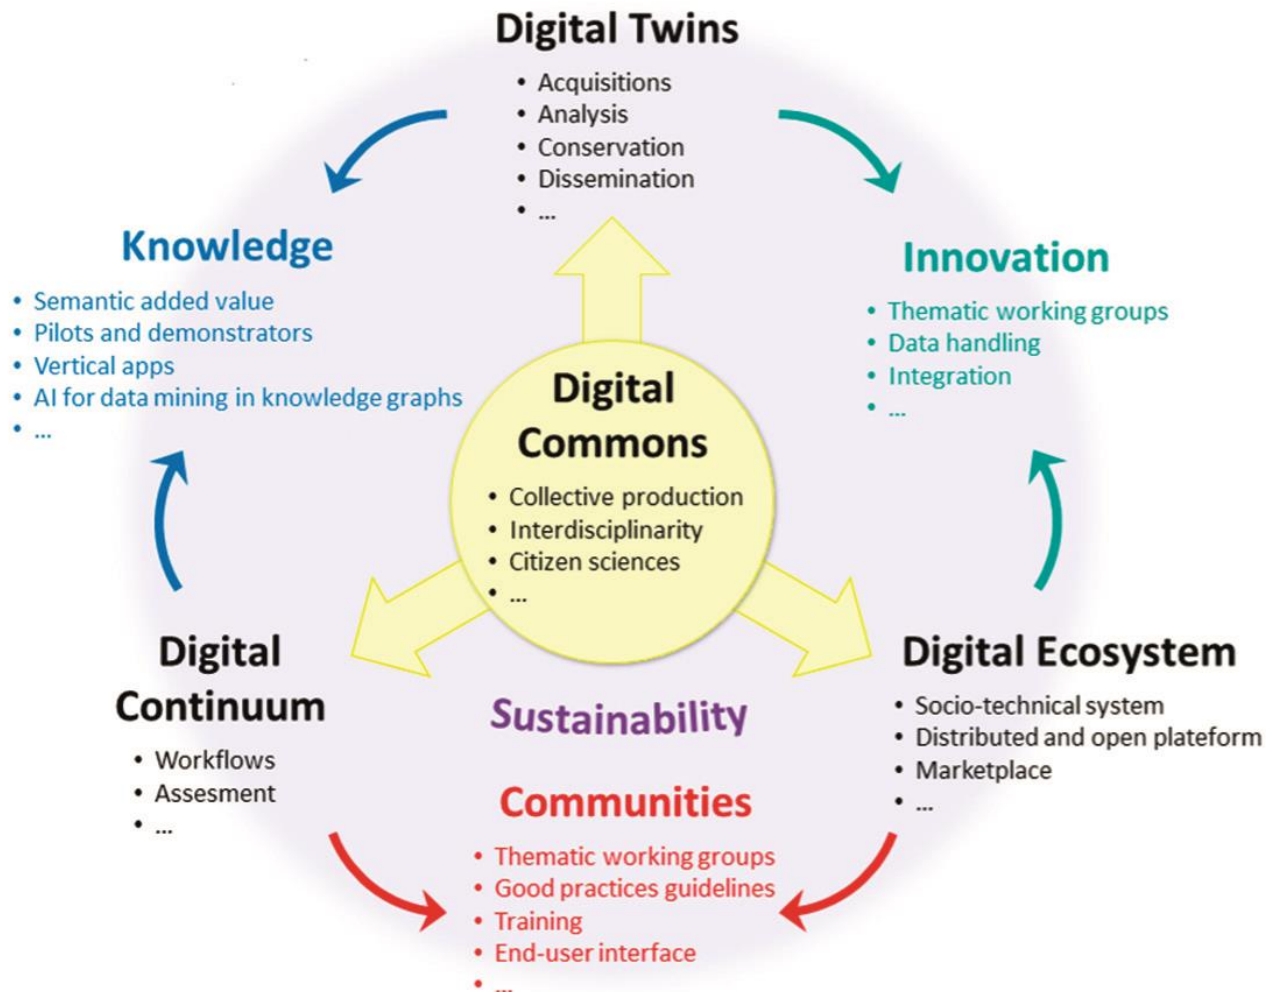 Digital Twins
• Acquisitions
• Analysis
• Conservation
• Dissemination
• ...
Knowledge
• Semantic added value
• Pilots and demonstrators
• Vertical apps
• AI for data mining in knowledge graphs
• ...
Innovation
• Thematic working groups
• Data handling
• Integration
• ...
Digital
Commons
• Collective production
• Interdisciplinarity
• Citizen sciences
• ...
Digital
Continuum
• Workflows
• Assesment
• ...
Digital Ecosystem
• Socio-technical system
• Distributed and open plateform
• Marketplace
• ...
Sustainability
Communities
• Thematic working groups
• Good practices guidelines
• Training
• End-user interface
• ...